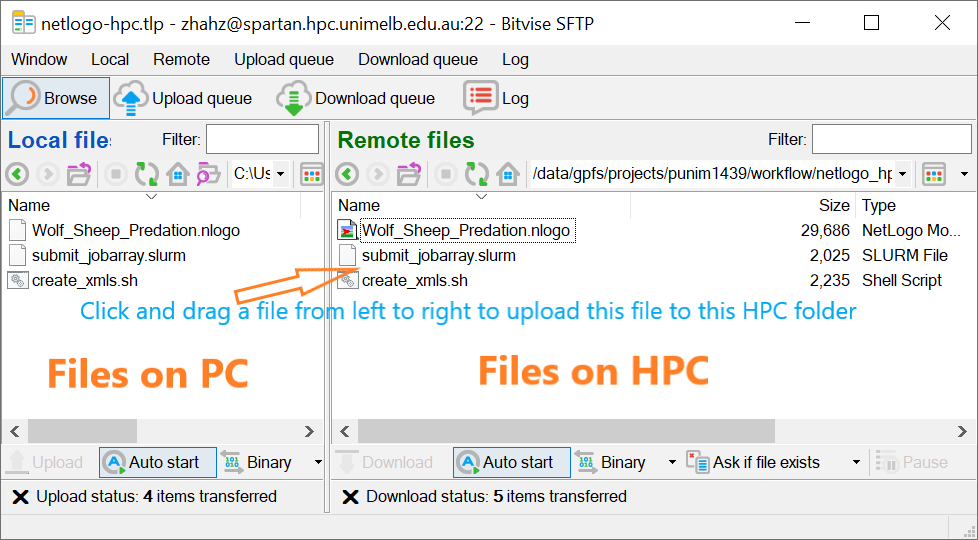 netlogo-hpc.tlp - zhahz@spartan.hpc.unimelb.edu.au:22 - Bitvise SFTP
Window Local Remote Upload queue Download queue Log
Browse Upload queue Download queue Log
Local files Filter: Remote files Filter:
C:\Us /data/gpfs/projects/punim1439/workflow/netlogo_hp
Name Name Size Type
Wolf_Sheep_Predation.nlogo Wolf_Sheep_Predation.nlogo 29,686 NetLogo Mo...
submit_jobarray.slurm submit_jobarray.slurm 2,025 SLURM File
create_xmls.sh create_xmls.sh 2,235 Shell Script
Click and drag a file from left to right to upload this file to this HPC folder
Files on PC Files on HPC
Upload Auto start Binary Download Auto start Binary Ask if file exists Pause
Upload status: 4 items transferred Download status: 5 items transferred